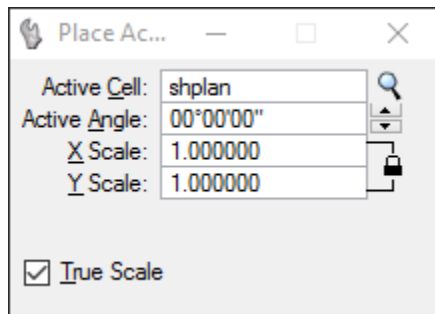 Place Ac...
Active Cell: shplan
Active Angle: 00°00'00"
X Scale: 1.000000
Y Scale: 1.000000
True Scale